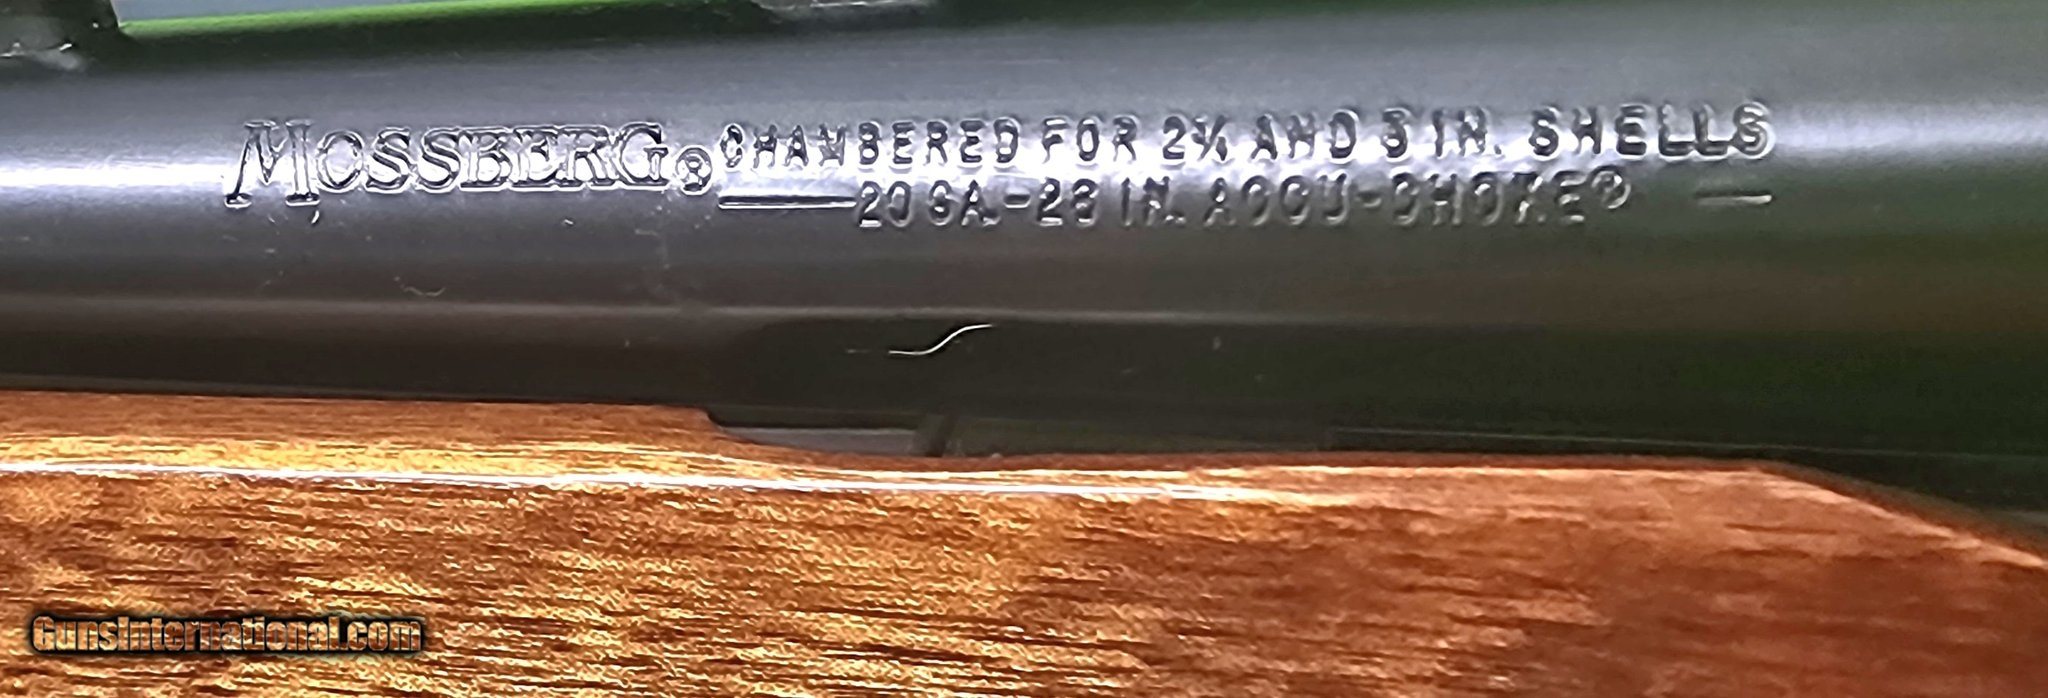 MOSSBERG® CHAMBERED FOR 2¾ AND 3 IN. SHELLS
20 GA.-28 IN. ACCU-CHOKE®
GunsInternational.com